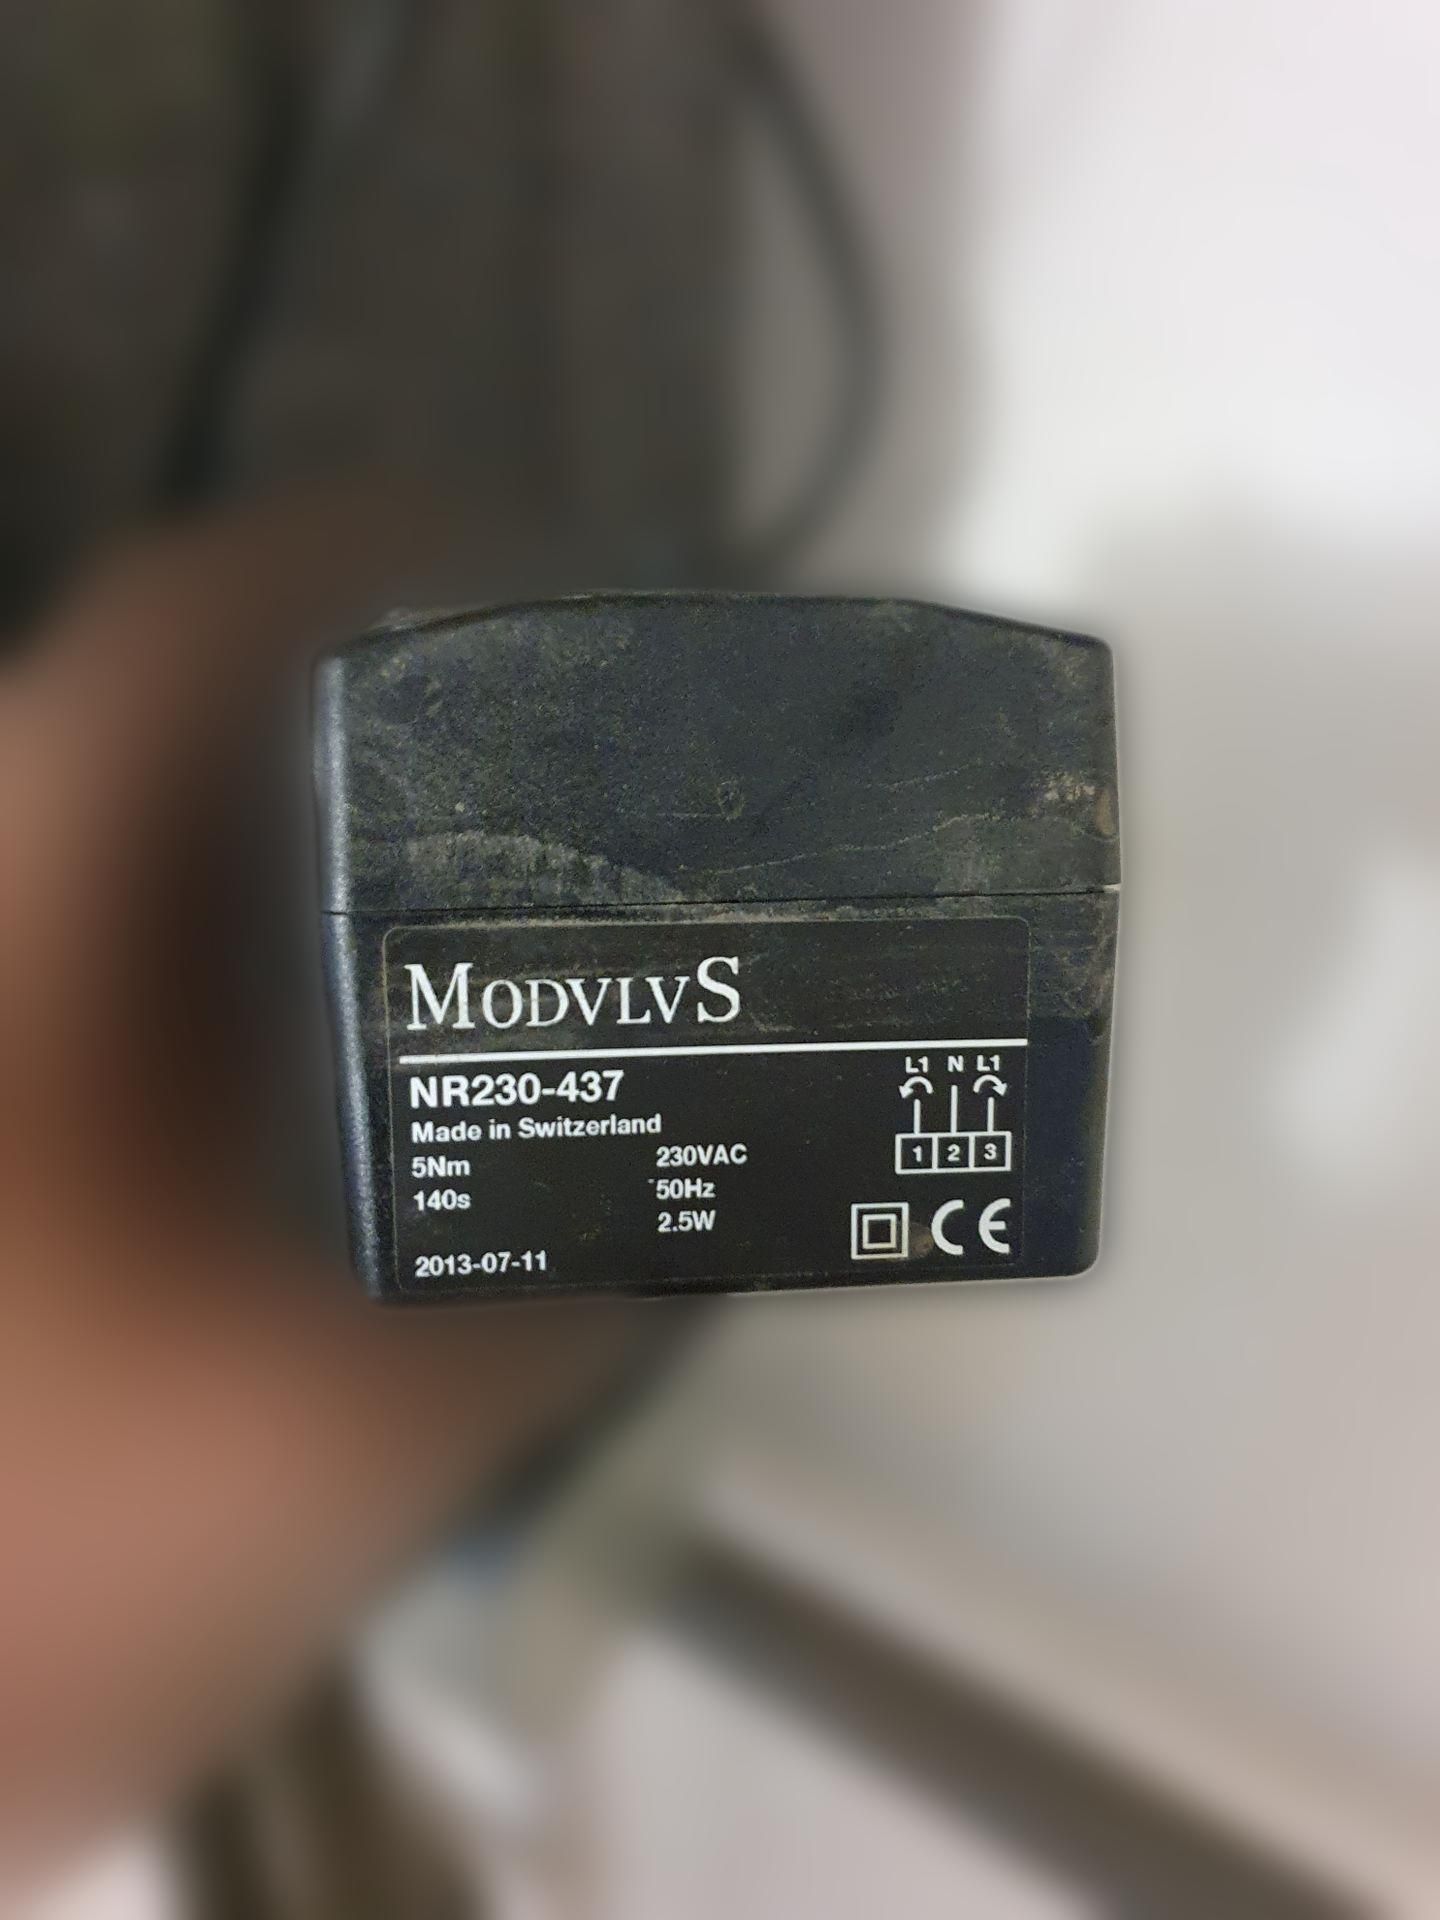 MODVLVS
NR230-437
Made in Switzerland
5Nm 230VAC
140s 50Hz
2.5W
2013-07-11
L1 N L1
1 2 3
CE